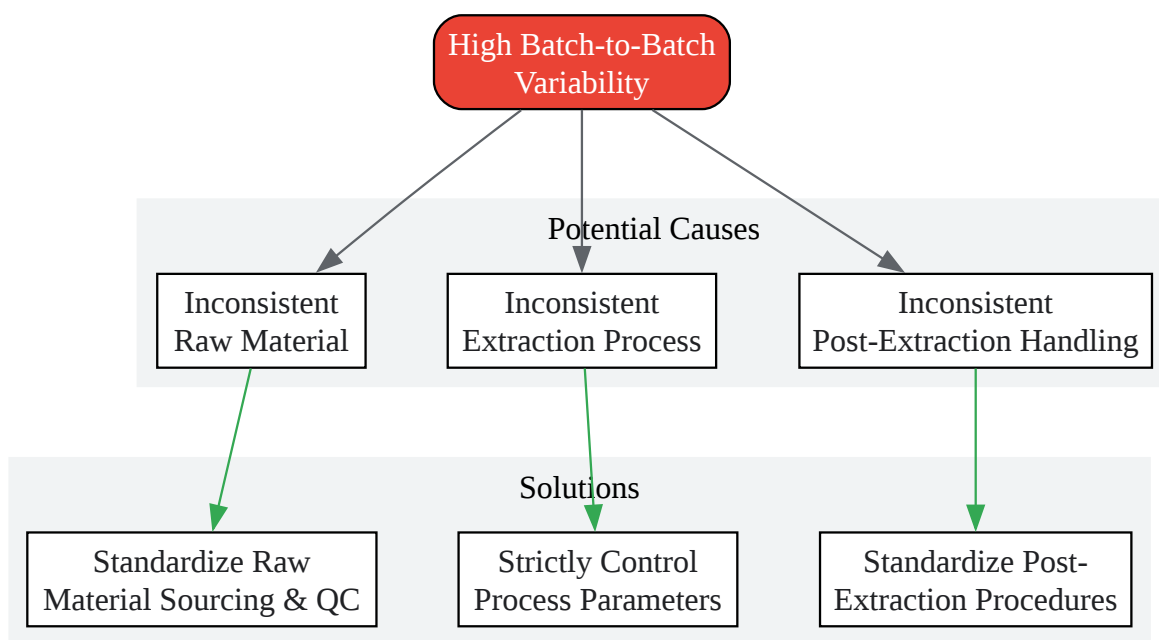 High Batch-to-Batch
Variability
Potential Causes
Inconsistent
Raw Material
Inconsistent
Extraction Process
Inconsistent
Post-Extraction Handling
Solutions
Standardize Raw
Material Sourcing & QC
Strictly Control
Process Parameters
Standardize Post-
Extraction Procedures